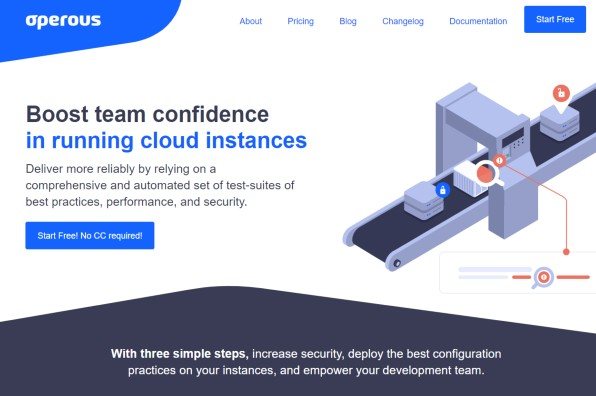 operous
About Pricing Blog Changelog Documentation Start Free
Boost team confidence
in running cloud instances
Deliver more reliably by relying on a
comprehensive and automated set of test-suites of
best practices, performance, and security.
Start Free! No CC required!
With three simple steps, increase security, deploy the best configuration
practices on your instances, and empower your development team.